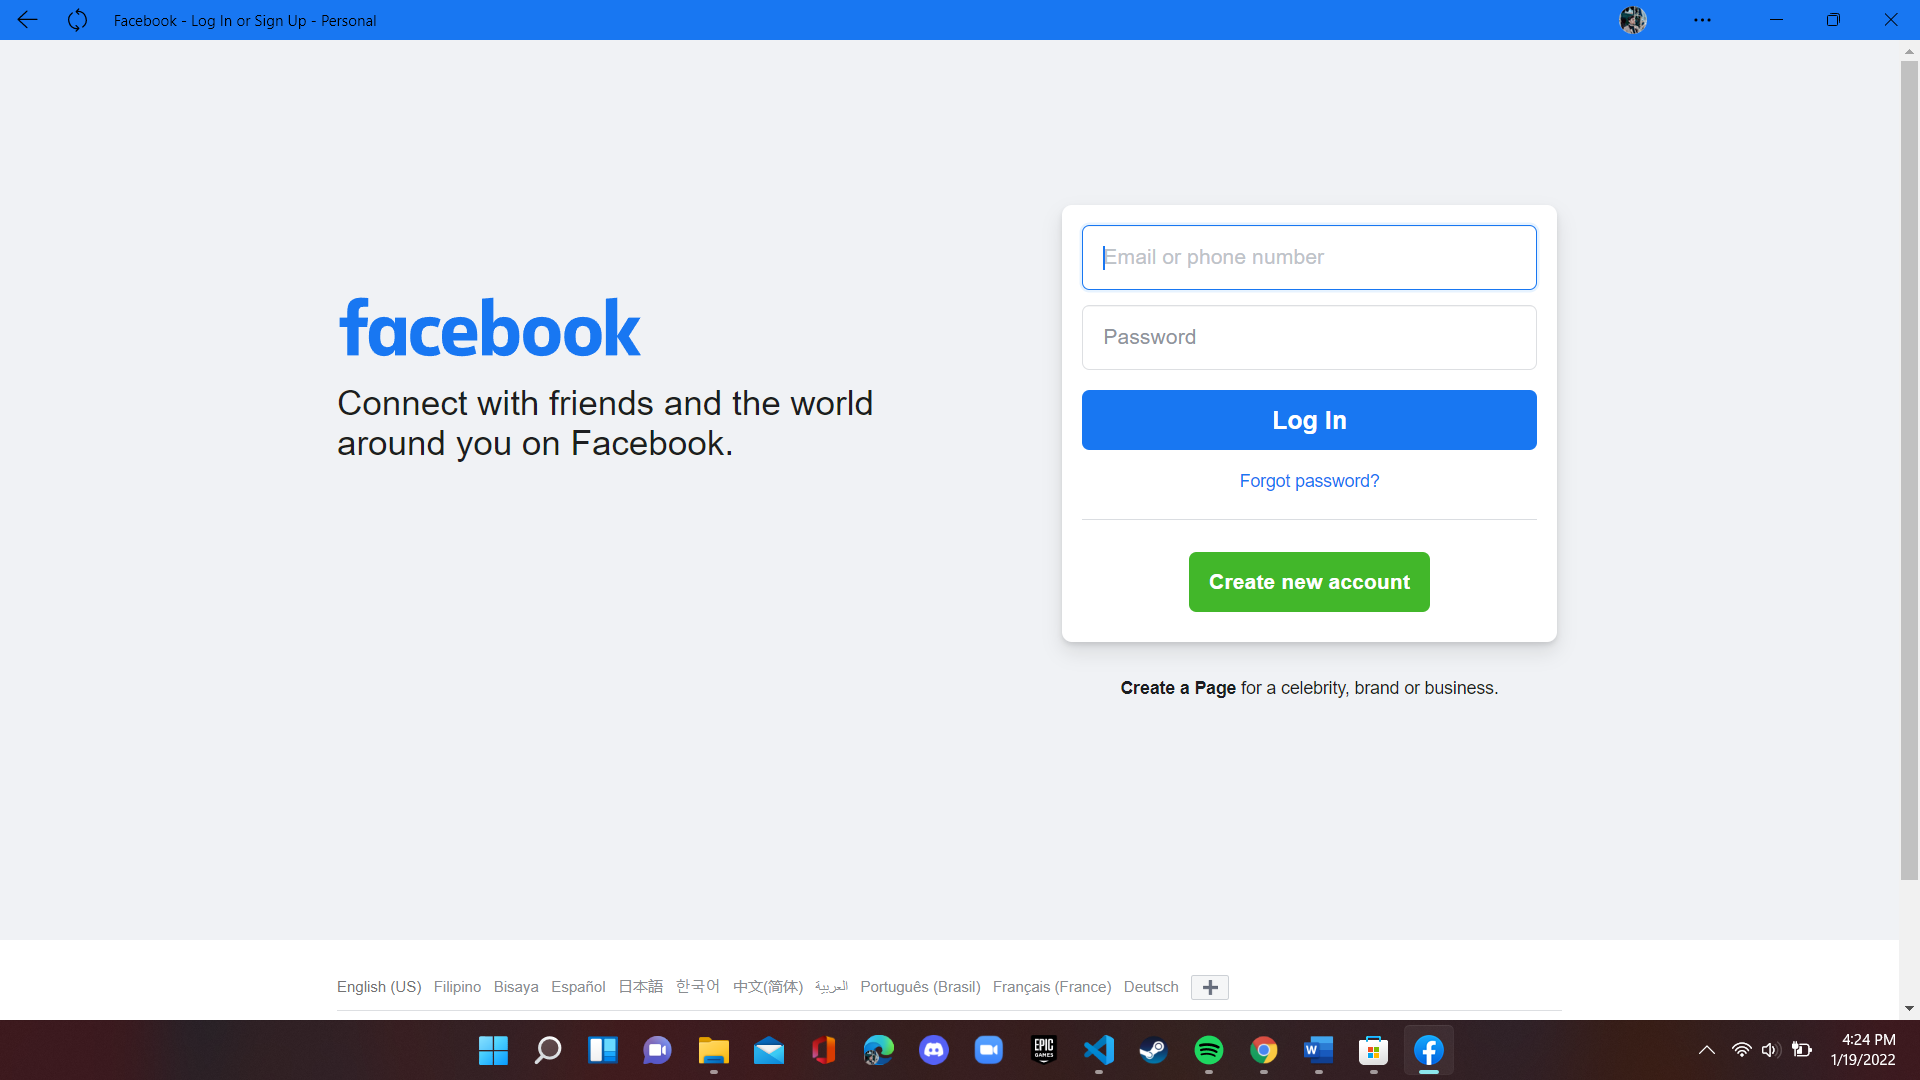 Facebook - Log In or Sign Up - Personal
facebook
Connect with friends and the world
around you on Facebook.
Email or phone number
Password
Log In
Forgot password?
Create new account
Create a Page for a celebrity, brand or business.
English (US) Filipino Bisaya Español 日本語 한국어 中文(简体) العربية Português (Brasil) Français (France) Deutsch
EPIC
GAMES
W
4:24 PM
1/19/2022